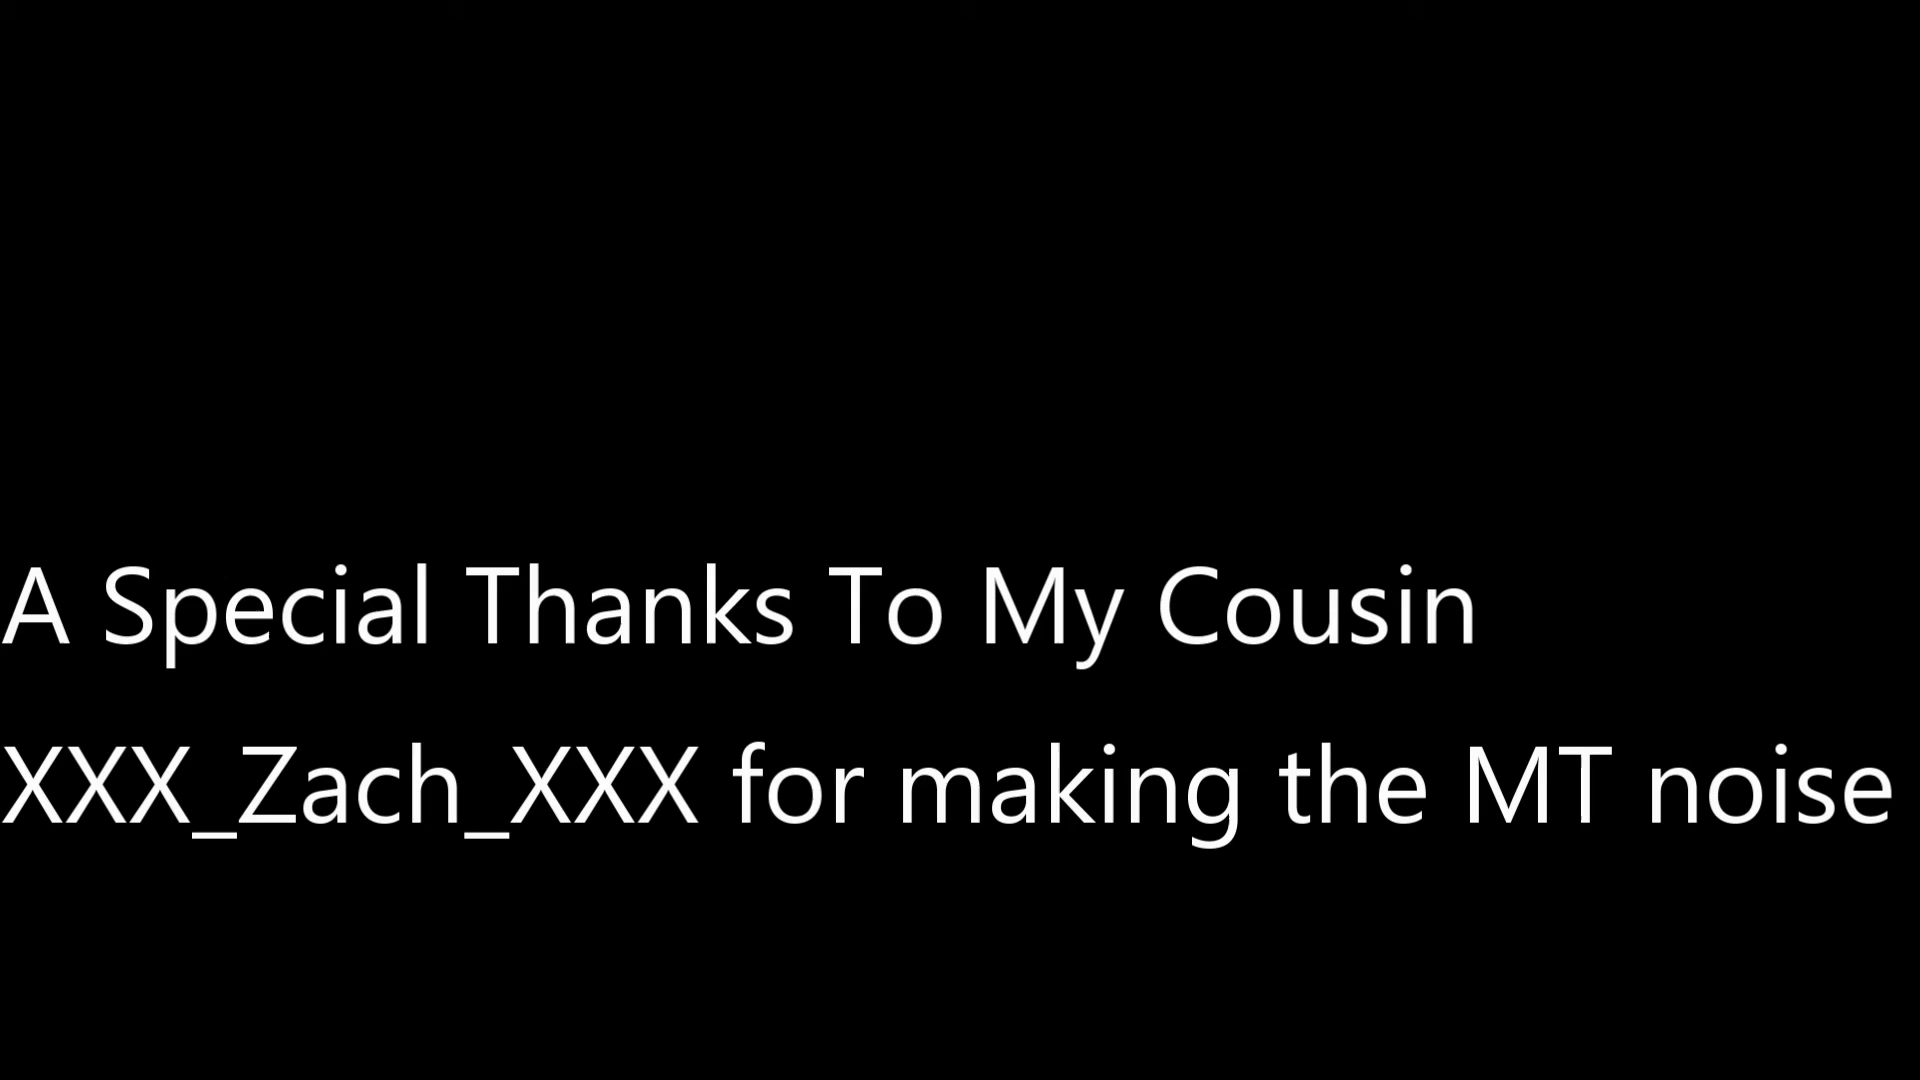 A Special Thanks To My Cousin
XXX_Zach_XXX for making the MT noise